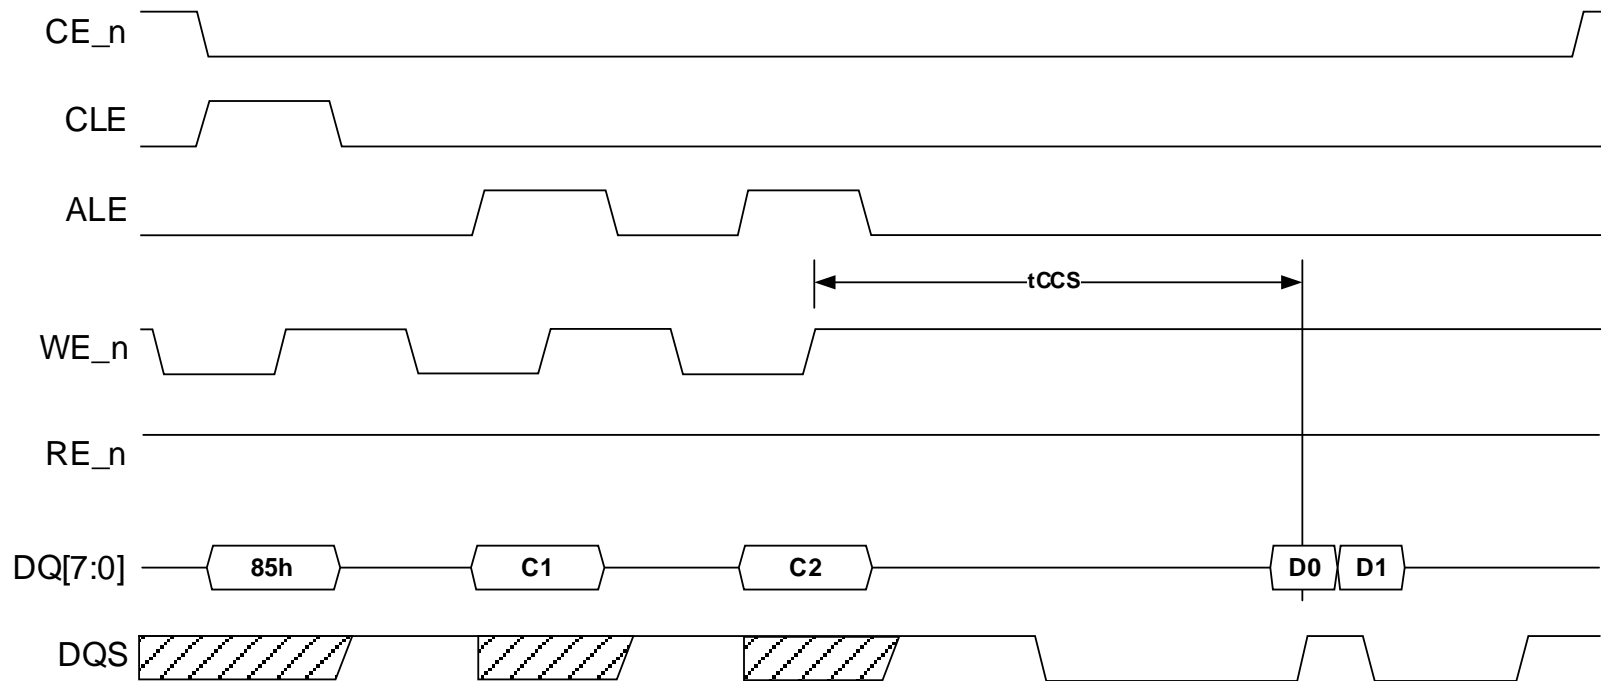 CE_n
CLE
ALE
tCCS
WE_n
RE_n
DQ[7:0] 85h C1 C2 D0 D1
DQS